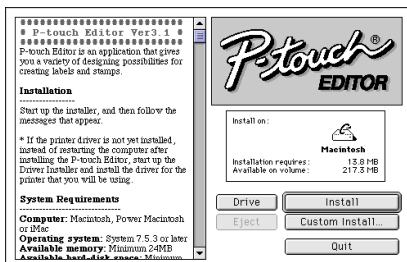 P-touch Editor Ver3.1
P-touch Editor is an application that gives
you a variety of designing possibilities for
creating labels and stamps.
Installation
----------------
Start up the installer, and then follow the
messages that appear.
* If the printer driver is not yet installed,
instead of restarting the computer after
installing the P-touch Editor, start up the
Driver Installer and install the driver for the
printer that you will be using.
System Requirements
----------------------------
Computer: Macintosh, Power Macintosh
or iMac
Operating system: System 7.5.3 or later
Available memory: Minimum 24MB
Available hard-disk space: Minimum
P-touch®
EDITOR
Install on:
Macintosh
Installation requires: 13.8 MB
Available on volume: 217.3 MB
Drive
Install
Eject
Custom Install...
Quit